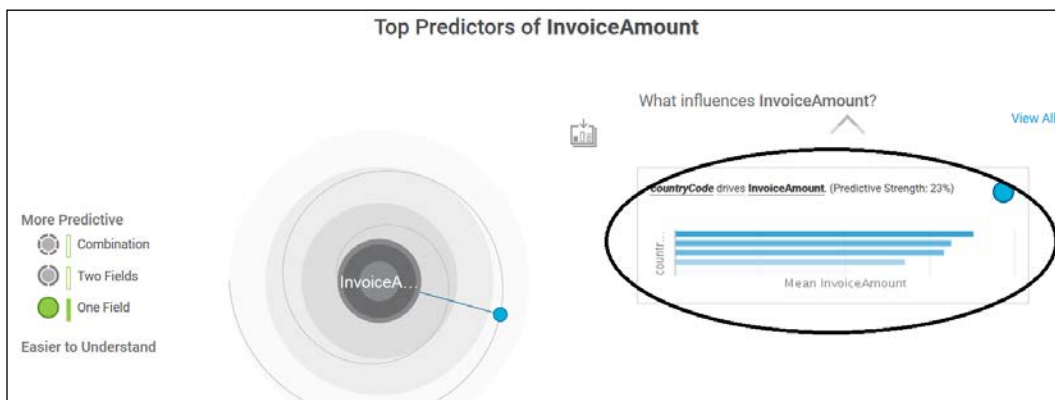 Top Predictors of InvoiceAmount
What influences InvoiceAmount?
View All
countryCode drives InvoiceAmount. (Predictive Strength: 23%)
More Predictive
Combination
Two Fields
One Field
Easier to Understand
InvoiceA...
countr...
Mean InvoiceAmount